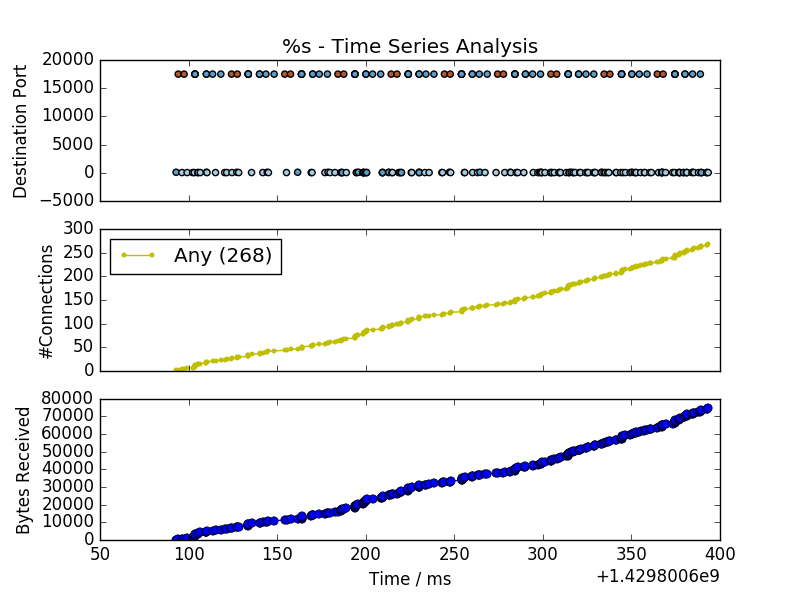 %s - Time Series Analysis
20000
15000
10000
5000
0
−5000
Destination Port
300
250
200
150
100
50
0
#Connections
Any (268)
80000
70000
60000
50000
40000
30000
20000
10000
0
Bytes Received
50 100 150 200 250 300 350 400
Time / ms
+1.4298006e9